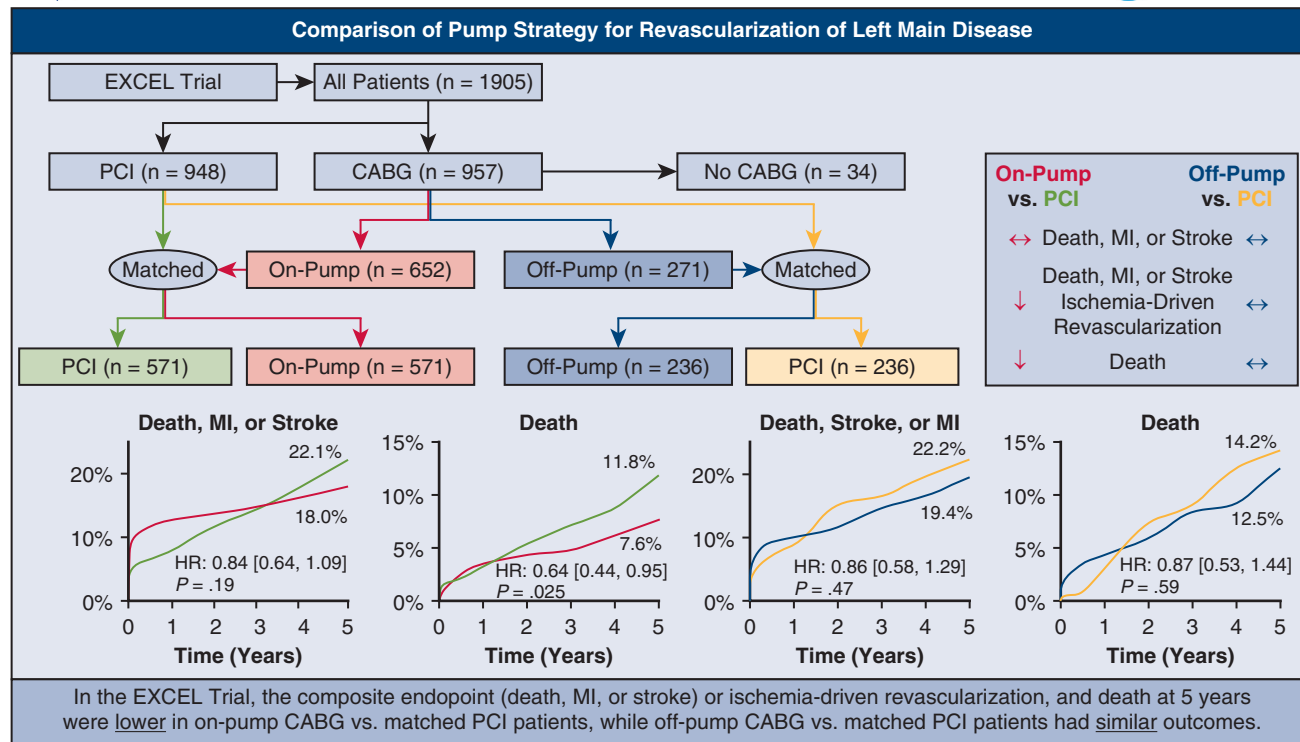 Comparison of Pump Strategy for Revascularization of Left Main Disease
EXCEL Trial
All Patients (n = 1905)
PCI (n = 948)
CABG (n = 957)
No CABG (n = 34)
Matched
On-Pump (n = 652)
Off-Pump (n = 271)
Matched
PCI (n = 571)
On-Pump (n = 571)
Off-Pump (n = 236)
PCI (n = 236)
On-Pump
vs. PCI
Off-Pump
vs. PCI
↔ Death, MI, or Stroke ↔
Death, MI, or Stroke
↓ Ischemia-Driven ↔
Revascularization
↓ Death ↔
Death, MI, or Stroke
20%
10%
0%
22.1%
18.0%
HR: 0.84 [0.64, 1.09]
P = .19
0 1 2 3 4 5
Time (Years)
Death
15%
10%
5%
0%
11.8%
7.6%
HR: 0.64 [0.44, 0.95]
P = .025
0 1 2 3 4 5
Time (Years)
Death, Stroke, or MI
20%
10%
0%
22.2%
19.4%
HR: 0.86 [0.58, 1.29]
P = .47
0 1 2 3 4 5
Time (Years)
Death
15%
10%
5%
0%
14.2%
12.5%
HR: 0.87 [0.53, 1.44]
P = .59
0 1 2 3 4 5
Time (Years)
In the EXCEL Trial, the composite endpoint (death, MI, or stroke) or ischemia-driven revascularization, and death at 5 years
were lower in on-pump CABG vs. matched PCI patients, while off-pump CABG vs. matched PCI patients had similar outcomes.